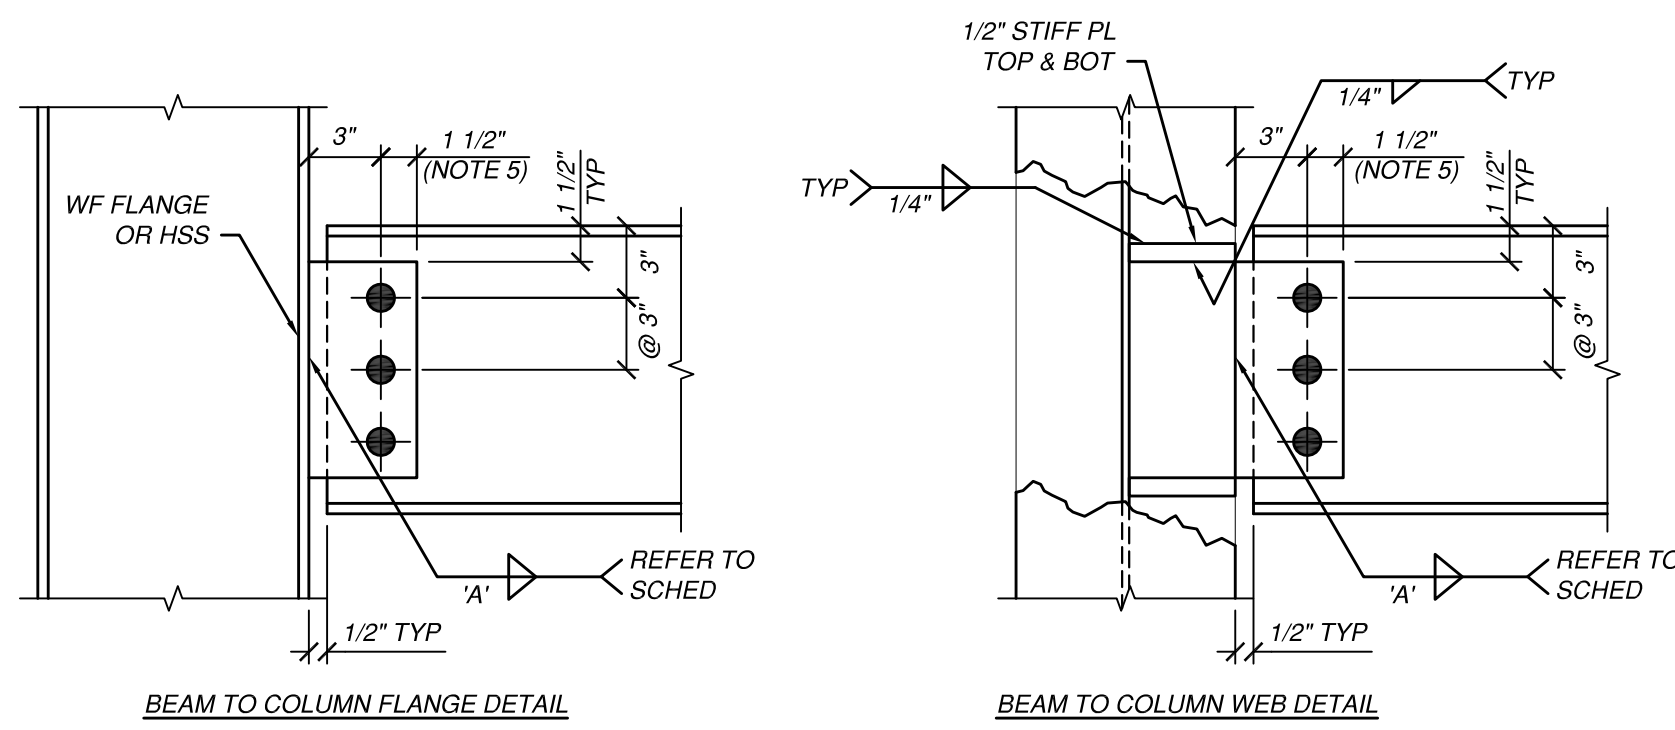 3"
1 1/2"
(NOTE 5)
1 1/2"
TYP
WF FLANGE
OR HSS
3"
@ 3"
'A'
REFER TO
SCHED
1/2" TYP
BEAM TO COLUMN FLANGE DETAIL
1/2" STIFF PL
TOP & BOT
1/4"
TYP
TYP
1/4"
3"
1 1/2"
(NOTE 5)
1 1/2"
TYP
3"
@ 3"
'A'
REFER TO
SCHED
1/2" TYP
BEAM TO COLUMN WEB DETAIL